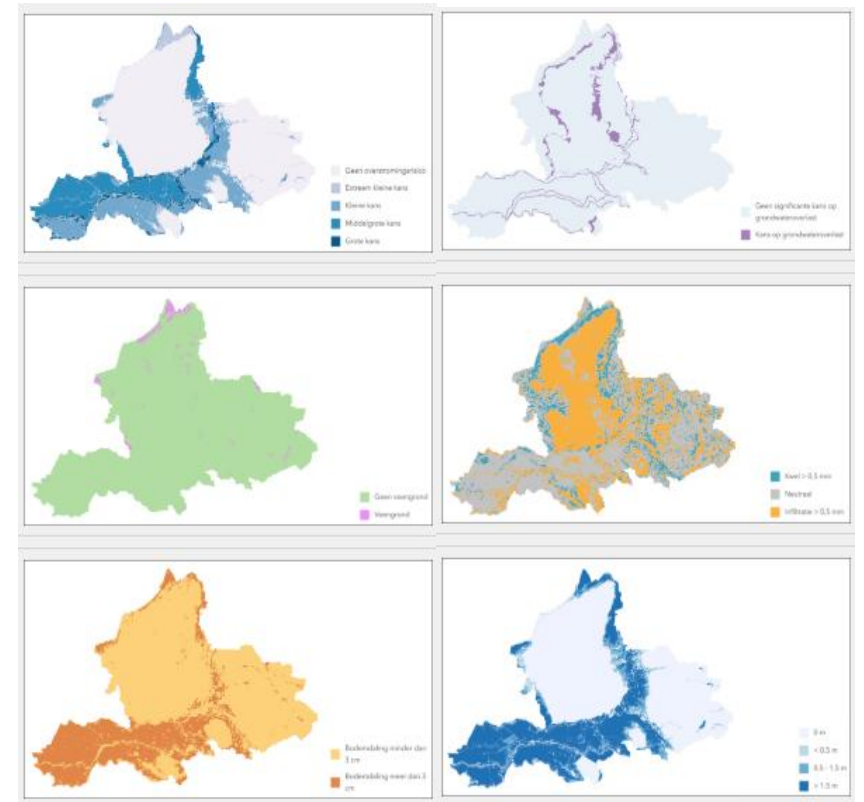 Geen overstromingsrisico
Extreem kleine kans
Kleine kans
Middelgrote kans
Grote kans
Geen significante kans op
grondwateroverlast
Kans op grondwateroverlast
Geen veengrond
Veengrond
Kwel > 0,5 mm
Neutraal
Infiltratie > 0,5 mm
Bodemdaling minder dan
3 cm
Bodemdaling meer dan 3
cm
0 m
< 0.5 m
0.5 - 1.5 m
> 1.5 m